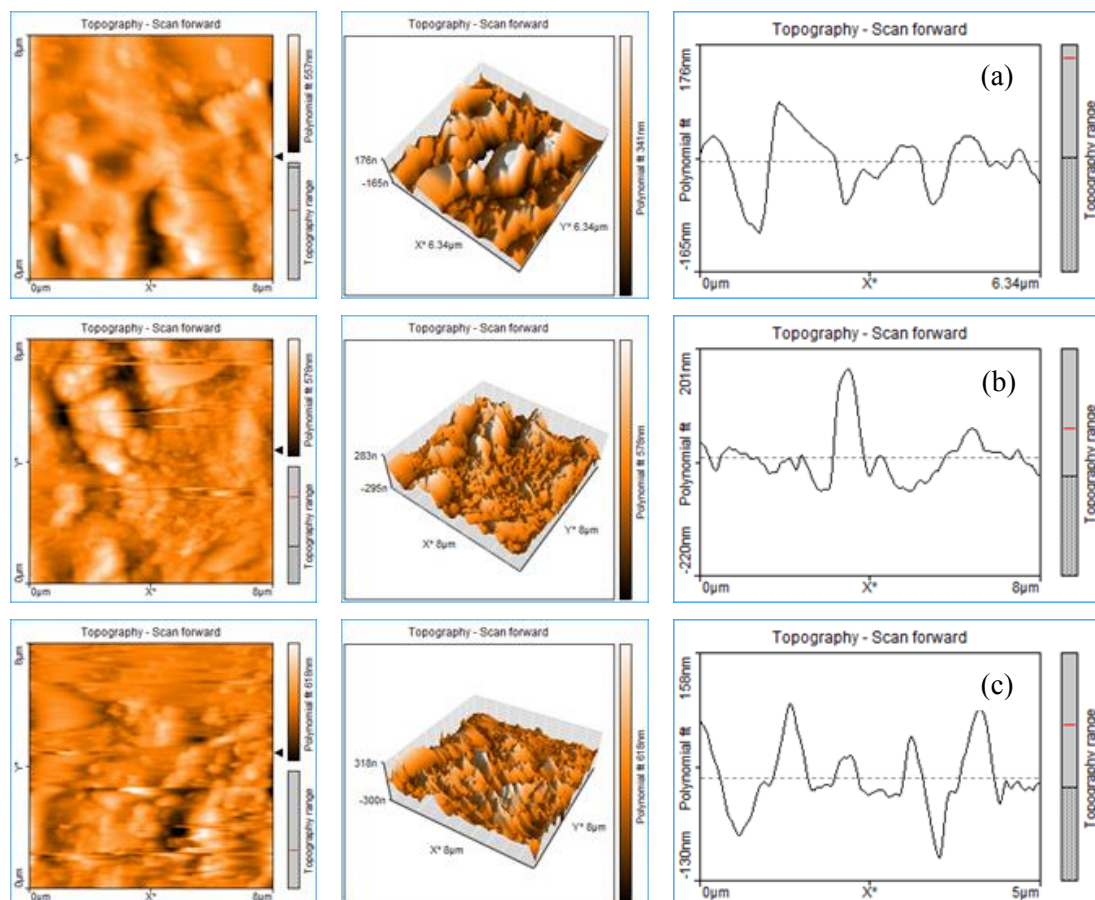 Topography - Scan forward
8µm
Y*
0µm
0µm
X*
8µm
Polynomial fit 557nm
Topography range
Topography - Scan forward
176n
-165n
X* 6.34µm
Y* 6.34µm
Polynomial fit 341nm
Topography - Scan forward
(a)
176nm
Polynomial fit
-165nm
0µm
X*
6.34µm
Topography range
Topography - Scan forward
8µm
Y*
0µm
0µm
X*
8µm
Polynomial fit 578nm
Topography range
Topography - Scan forward
283n
-295n
X* 8µm
Y* 8µm
Polynomial fit 578nm
Topography - Scan forward
(b)
201nm
Polynomial fit
-220nm
0µm
X*
8µm
Topography range
Topography - Scan forward
8µm
Y*
0µm
0µm
X*
8µm
Polynomial fit 618nm
Topography range
Topography - Scan forward
318n
-300n
X* 8µm
Y* 8µm
Polynomial fit 618nm
Topography - Scan forward
(c)
158nm
Polynomial fit
-130nm
0µm
X*
5µm
Topography range